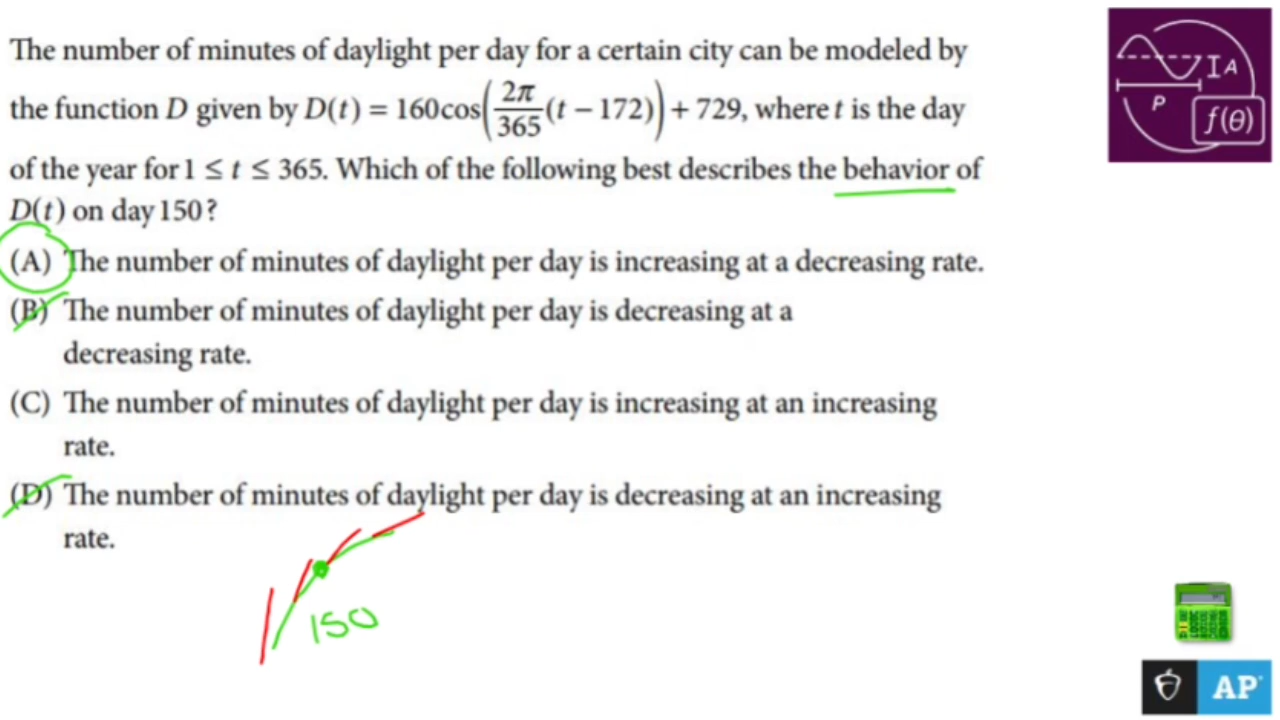 The number of minutes of daylight per day for a certain city can be modeled by
the function D given by D(t) = 160cos(2π/365(t − 172)) + 729, where t is the day
of the year for 1 ≤ t ≤ 365. Which of the following best describes the behavior of
D(t) on day 150?
(A) The number of minutes of daylight per day is increasing at a decreasing rate.
(B) The number of minutes of daylight per day is decreasing at a
decreasing rate.
(C) The number of minutes of daylight per day is increasing at an increasing
rate.
(D) The number of minutes of daylight per day is decreasing at an increasing
rate.
150
A
P
f(θ)
AP